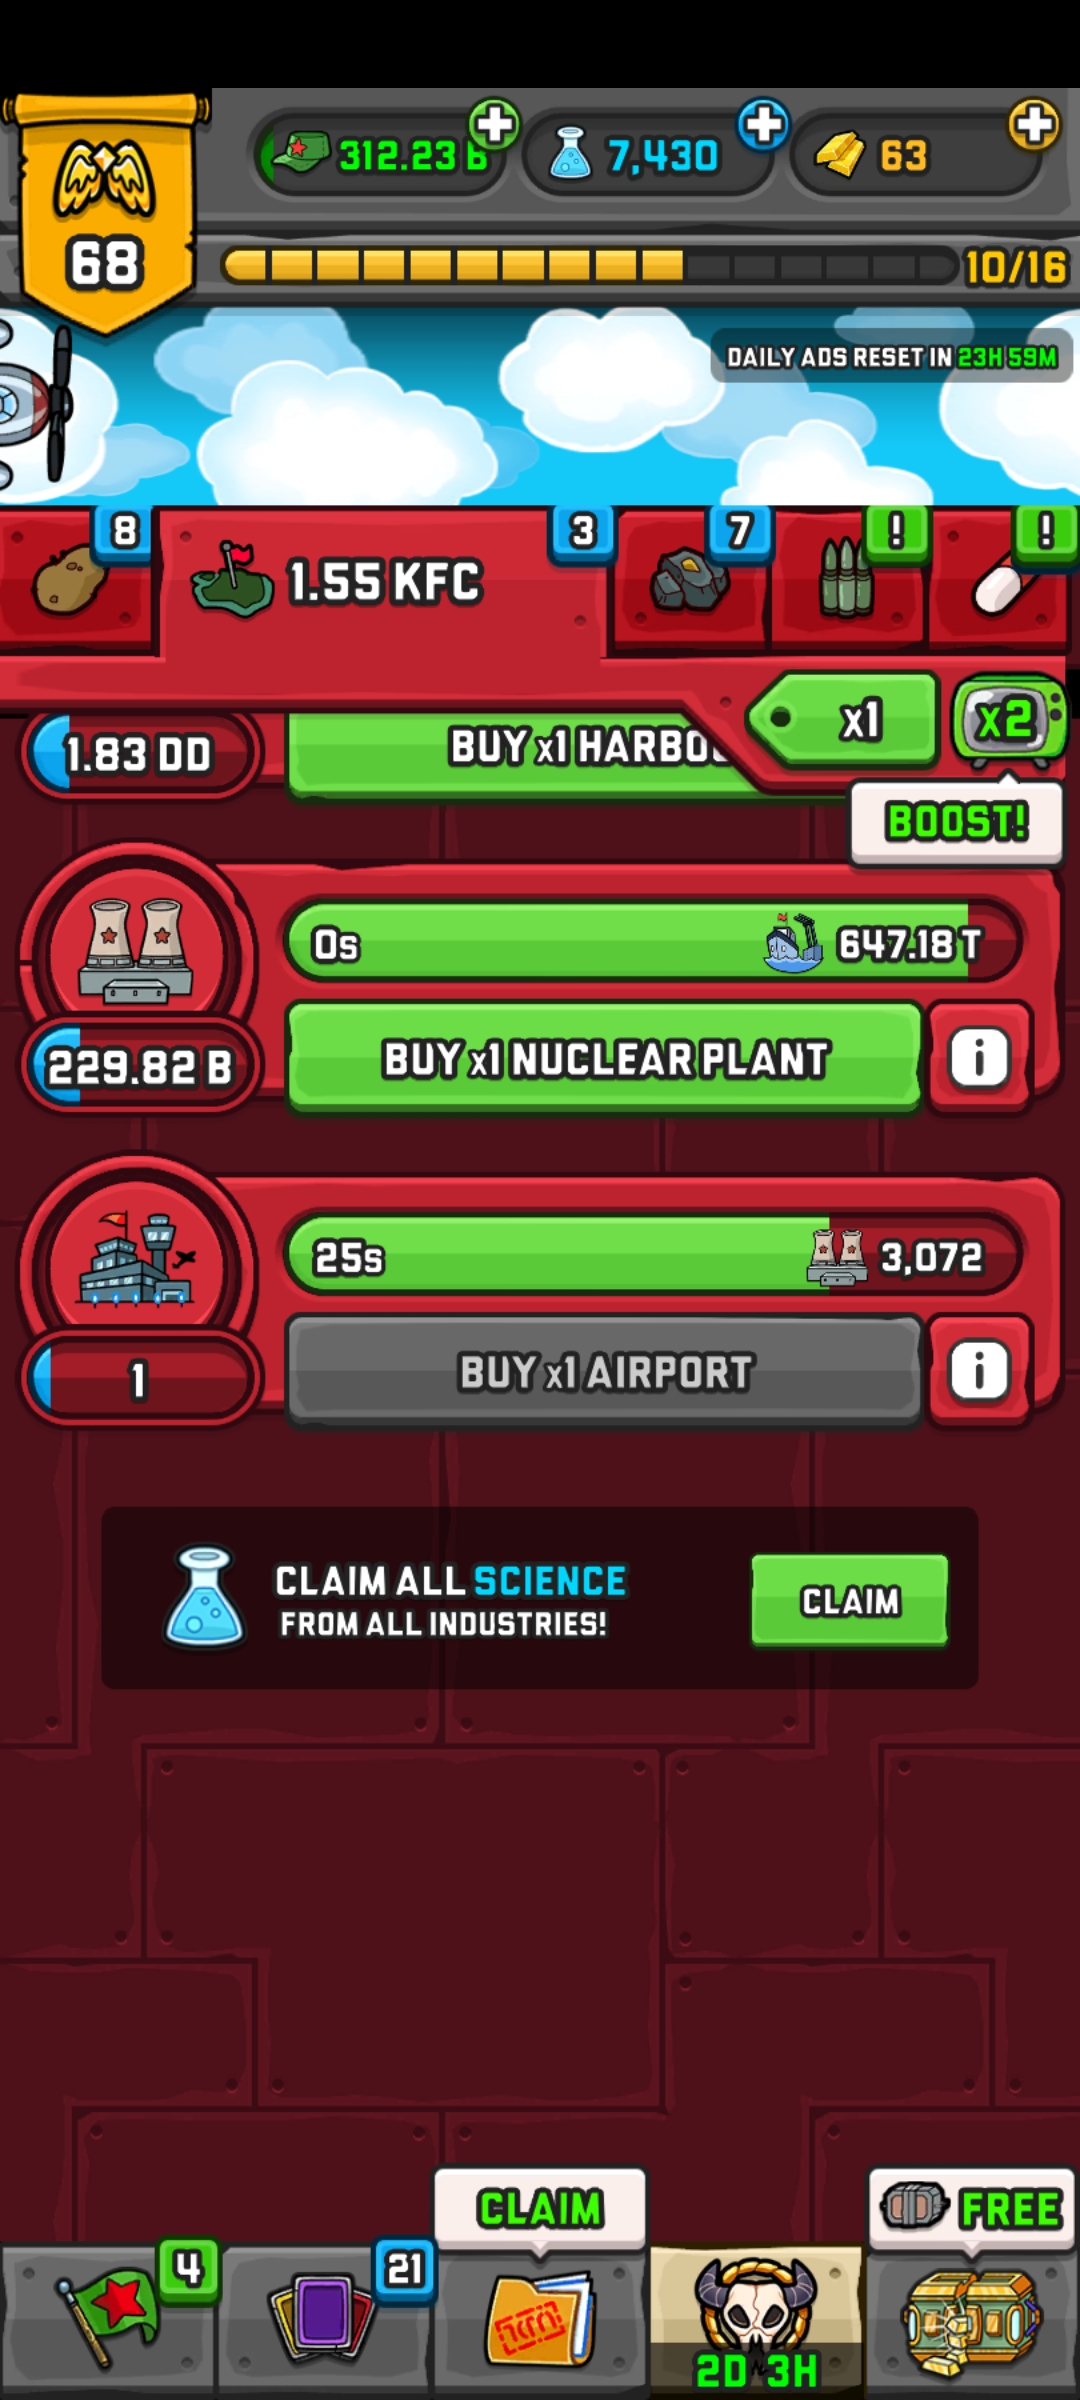 312.23 B
7,430
63
68
10/16
DAILY ADS RESET IN 23H 59M
8
1.55 KFC
3
7
!
!
x1
x2
BOOST!
1.83 DD
BUY x1 HARBO
0s
647.18 T
229.82 B
BUY x1 NUCLEAR PLANT
i
25s
3,072
1
BUY x1 AIRPORT
i
CLAIM ALL SCIENCE
FROM ALL INDUSTRIES!
CLAIM
CLAIM
FREE
4
21
2D 3H